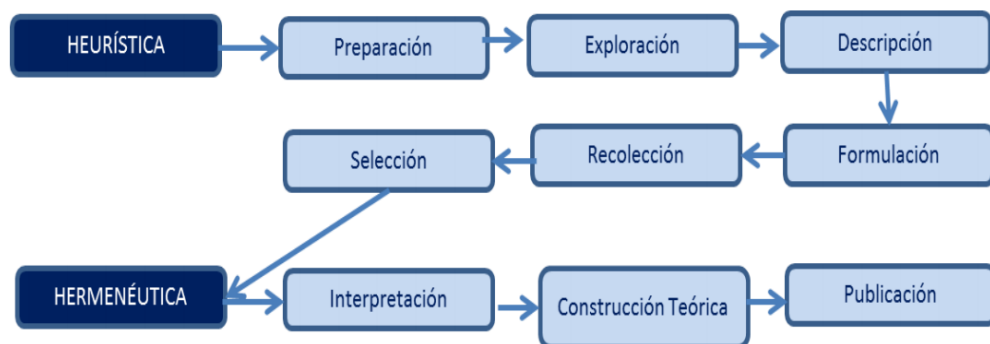 HEURÍSTICA
Preparación
Exploración
Descripción
Formulación
Recolección
Selección
HERMENÉUTICA
Interpretación
Construcción Teórica
Publicación